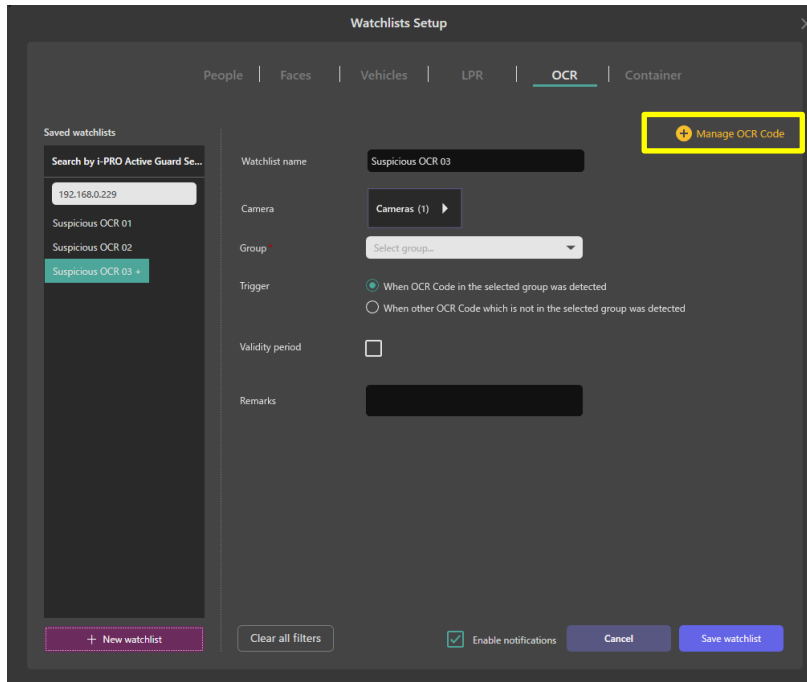 Watchlists Setup
People | Faces | Vehicles | LPR | OCR | Container
Saved watchlists
+ Manage OCR Code
Search by i-PRO Active Guard Se...
192.168.0.229
Suspicious OCR 01
Suspicious OCR 02
Suspicious OCR 03 +
Watchlist name
Suspicious OCR 03
Camera
Cameras (1)
Group *
Select group...
Trigger
When OCR Code in the selected group was detected
When other OCR Code which is not in the selected group was detected
Validity period
Remarks
+ New watchlist
Clear all filters
Enable notifications
Cancel
Save watchlist